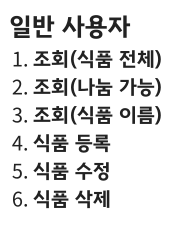 일반 사용자
1. 조회(식품 전체)
2. 조회(나눔 가능)
3. 조회(식품 이름)
4. 식품 등록
5. 식품 수정
6. 식품 삭제